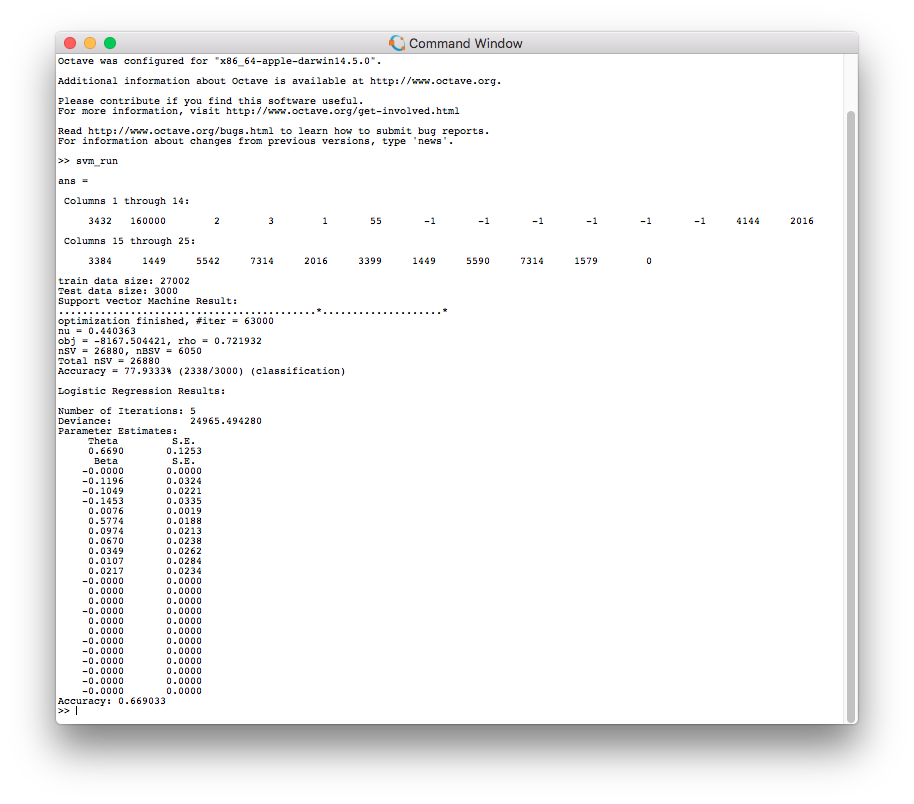 Command Window
Octave was configured for "x86_64-apple-darwin14.5.0".
Additional information about Octave is available at http://www.octave.org.
Please contribute if you find this software useful.
For more information, visit http://www.octave.org/get-involved.html
Read http://www.octave.org/bugs.html to learn how to submit bug reports.
For information about changes from previous versions, type 'news'.
>> svm_run
ans =
Columns 1 through 14:
3432 160000 2 3 1 55 -1 -1 -1 -1 -1 -1 4144 2016
Columns 15 through 25:
3384 1449 5542 7314 2016 3399 1449 5590 7314 1579 0
train data size: 27002
Test data size: 3000
Support vector Machine Result:
...........................................*....................*
optimization finished, #iter = 63000
nu = 0.440363
obj = -8167.504421, rho = 0.721932
nSV = 26880, nBSV = 6050
Total nSV = 26880
Accuracy = 77.9333% (2338/3000) (classification)
Logistic Regression Results:
Number of Iterations: 5
Deviance: 24965.494280
Parameter Estimates:
Theta S.E.
0.6690 0.1253
Beta S.E.
-0.0000 0.0000
-0.1196 0.0324
-0.1049 0.0221
-0.1453 0.0335
0.0076 0.0019
0.5774 0.0188
0.0974 0.0213
0.0670 0.0238
0.0349 0.0262
0.0107 0.0284
0.0217 0.0234
-0.0000 0.0000
0.0000 0.0000
0.0000 0.0000
-0.0000 0.0000
0.0000 0.0000
0.0000 0.0000
-0.0000 0.0000
-0.0000 0.0000
-0.0000 0.0000
-0.0000 0.0000
-0.0000 0.0000
-0.0000 0.0000
Accuracy: 0.669033
>>